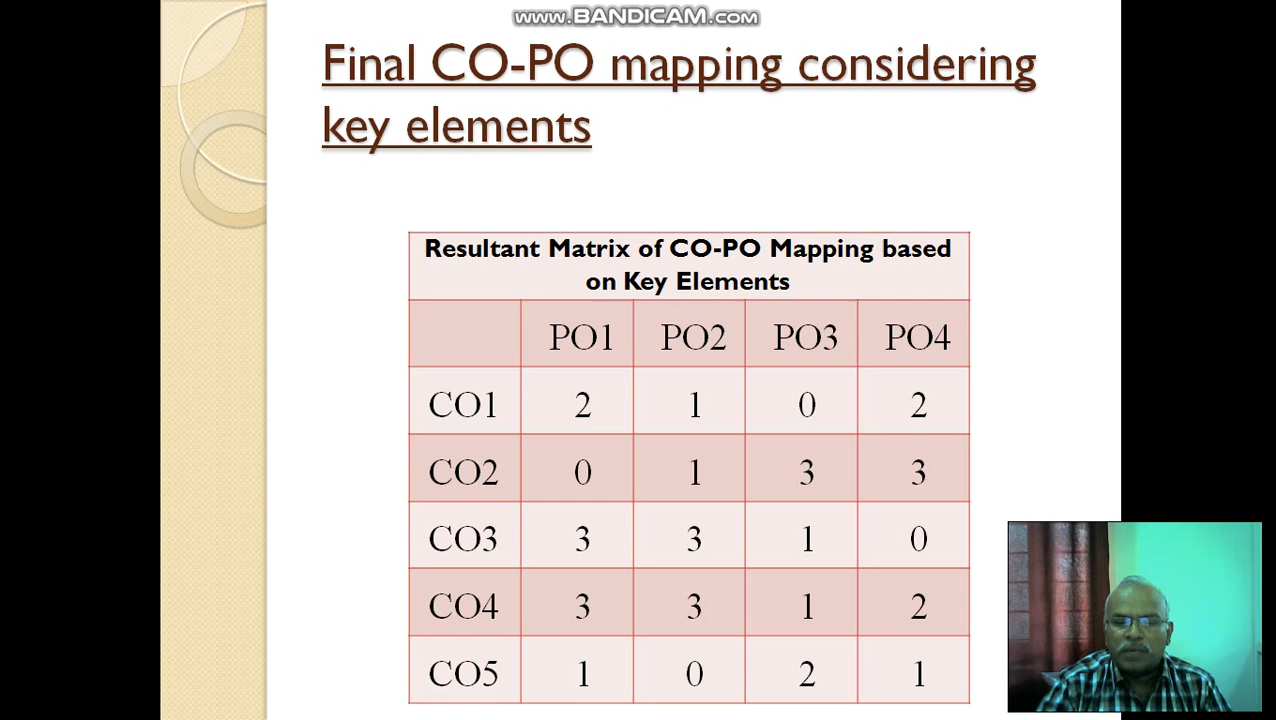 www.BANDICAM.com
Final CO-PO mapping considering
key elements
Resultant Matrix of CO-PO Mapping based
on Key Elements
PO1 PO2 PO3 PO4
CO1 2 1 0 2
CO2 0 1 3 3
CO3 3 3 1 0
CO4 3 3 1 2
CO5 1 0 2 1